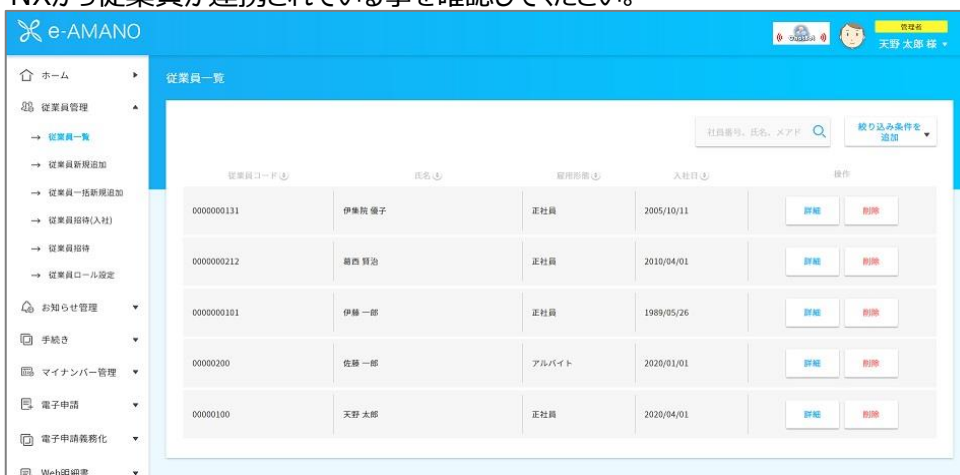 NXから従業員が連携されている事を確認してください。
e-AMANO
管理者
天野 太郎 様
ホーム
従業員一覧
従業員管理
従業員一覧
社員番号、氏名、メアド
絞り込み条件を
追加
従業員新規追加
従業員コード
氏名
雇用形態
入社日
操作
従業員一括新規追加
0000000131 伊集院 優子 正社員 2005/10/11 詳細 削除
従業員招待(入社)
従業員招待
0000000212 葛西 賢治 正社員 2010/04/01 詳細 削除
従業員ロール設定
お知らせ管理
0000000101 伊藤 一郎 正社員 1989/05/26 詳細 削除
手続き
00000200 佐藤 一郎 アルバイト 2020/01/01 詳細 削除
マイナンバー管理
電子申請
00000100 天野 太郎 正社員 2020/04/01 詳細 削除
電子申請義務化
Web明細書